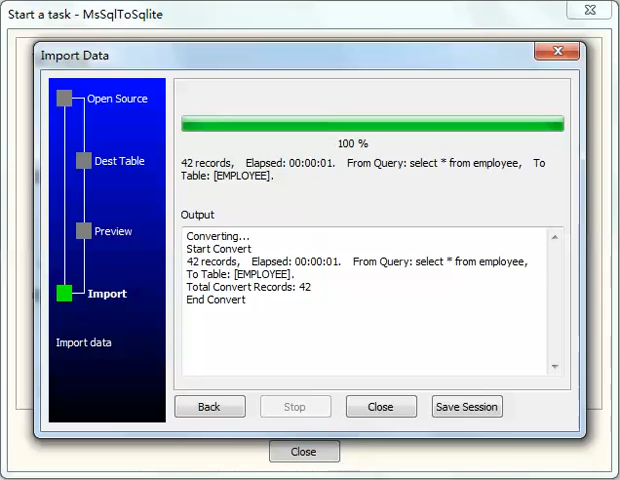 Start a task - MsSqlToSqlite
Import Data
Open Source
Dest Table
Preview
Import
Import data
100 %
42 records, Elapsed: 00:00:01. From Query: select * from employee, To
Table: [EMPLOYEE].
Output
Converting...
Start Convert
42 records, Elapsed: 00:00:01. From Query: select * from employee,
To Table: [EMPLOYEE].
Total Convert Records: 42
End Convert
Back
Stop
Close
Save Session
Close